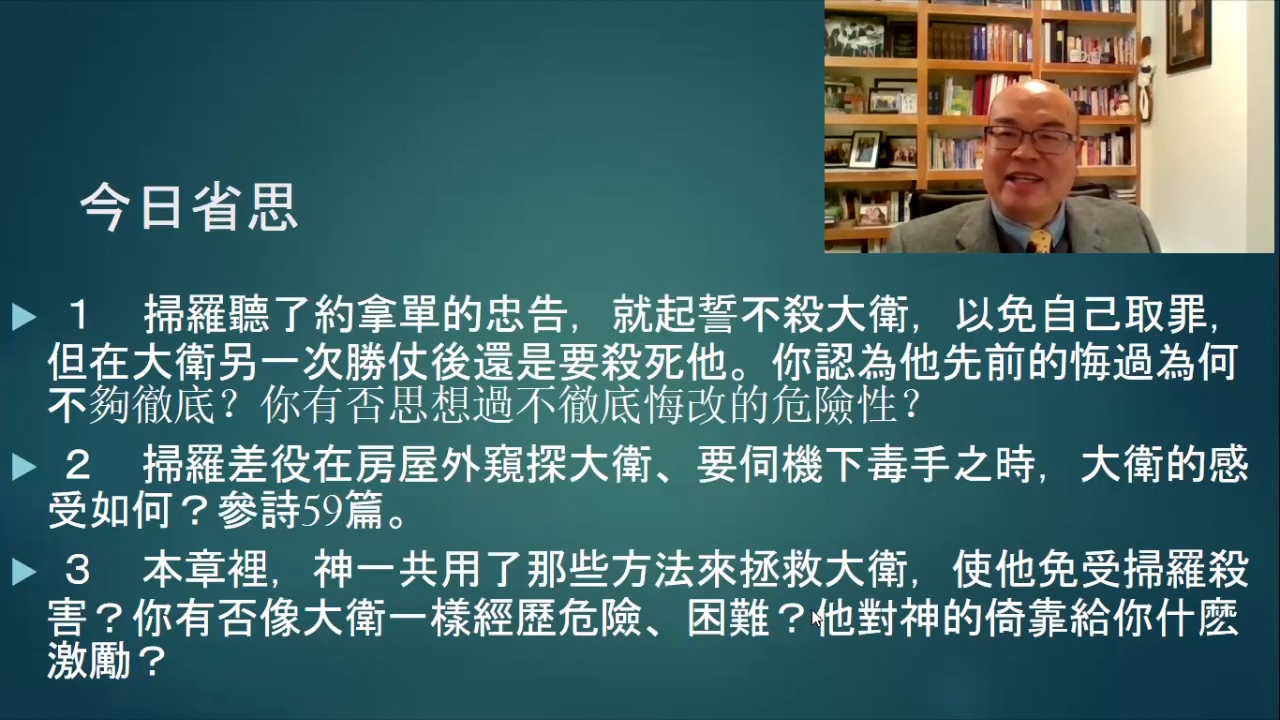 今日省思
1 掃羅聽了約拿單的忠告，就起誓不殺大衛，以免自己取罪，
但在大衛另一次勝仗後還是要殺死他。你認為他先前的悔過為何
不夠徹底？你有否思想過不徹底悔改的危險性？
2 掃羅差役在房屋外窺探大衛、要伺機下毒手之時，大衛的感
受如何？參詩59篇。
3 本章裡，神一共用了那些方法來拯救大衛，使他免受掃羅殺
害？你有否像大衛一樣經歷危險、困難？他對神的倚靠給你什麽
激勵？